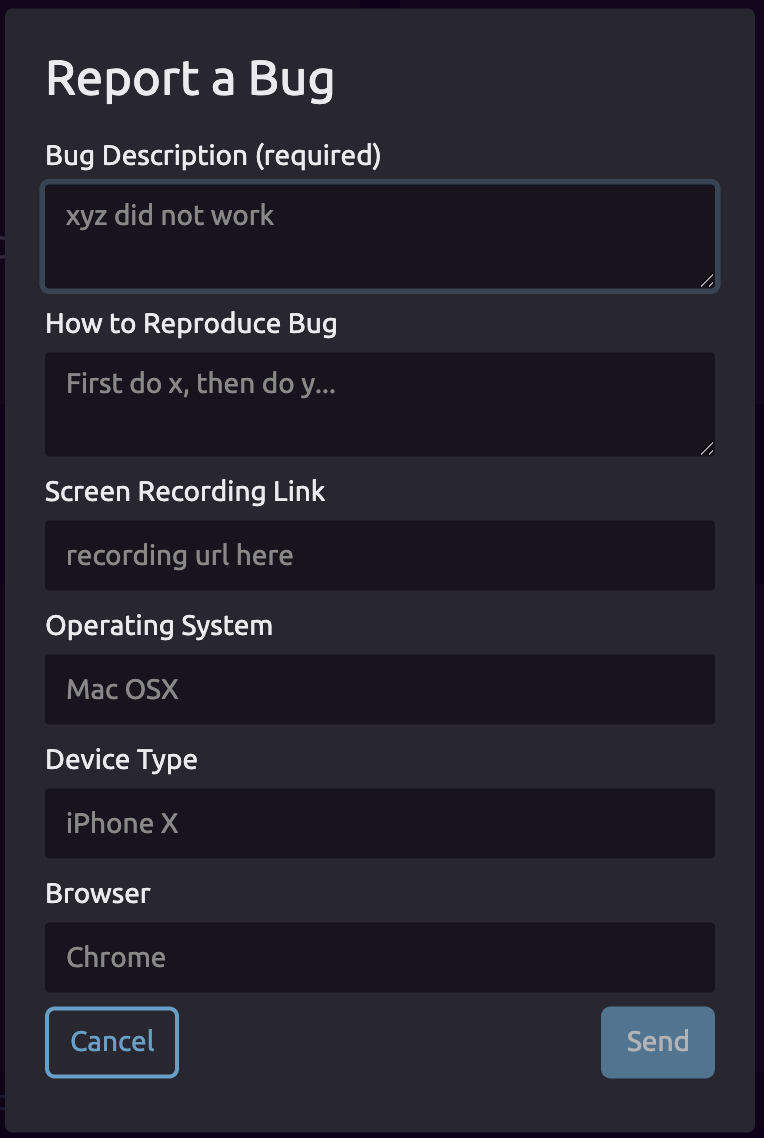 Report a Bug
Bug Description (required)
xyz did not work
How to Reproduce Bug
First do x, then do y...
Screen Recording Link
recording url here
Operating System
Mac OSX
Device Type
iPhone X
Browser
Chrome
Cancel
Send